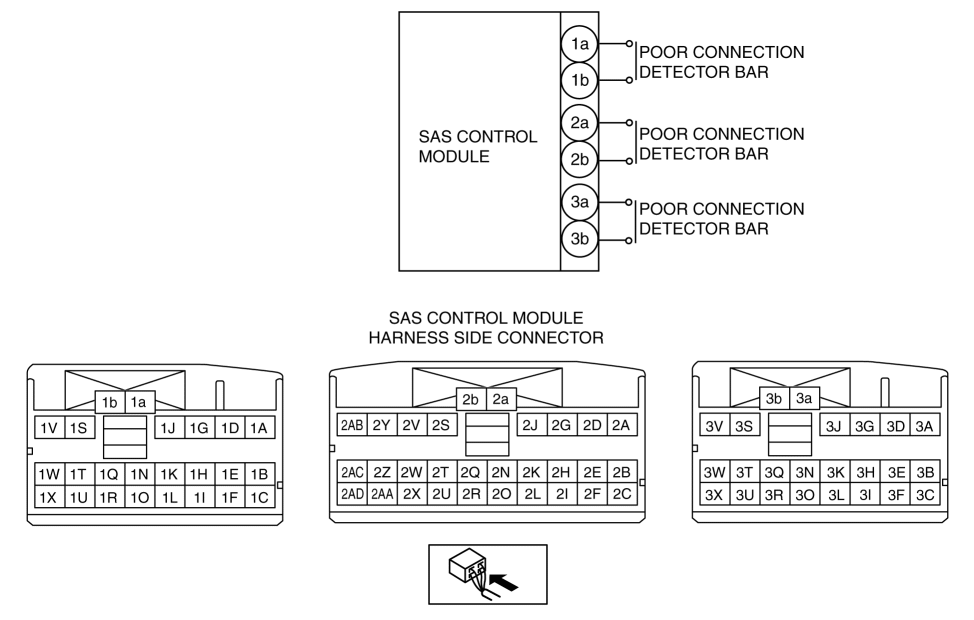 1a
POOR CONNECTION
DETECTOR BAR
1b
SAS CONTROL
MODULE
2a
POOR CONNECTION
DETECTOR BAR
2b
3a
POOR CONNECTION
DETECTOR BAR
3b
SAS CONTROL MODULE
HARNESS SIDE CONNECTOR
1b 1a
1V 1S 1J 1G 1D 1A
1W 1T 1Q 1N 1K 1H 1E 1B
1X 1U 1R 1O 1L 1I 1F 1C
2b 2a
2AB 2Y 2V 2S 2J 2G 2D 2A
2AC 2Z 2W 2T 2Q 2N 2K 2H 2E 2B
2AD 2AA 2X 2U 2R 2O 2L 2I 2F 2C
3b 3a
3V 3S 3J 3G 3D 3A
3W 3T 3Q 3N 3K 3H 3E 3B
3X 3U 3R 3O 3L 3I 3F 3C